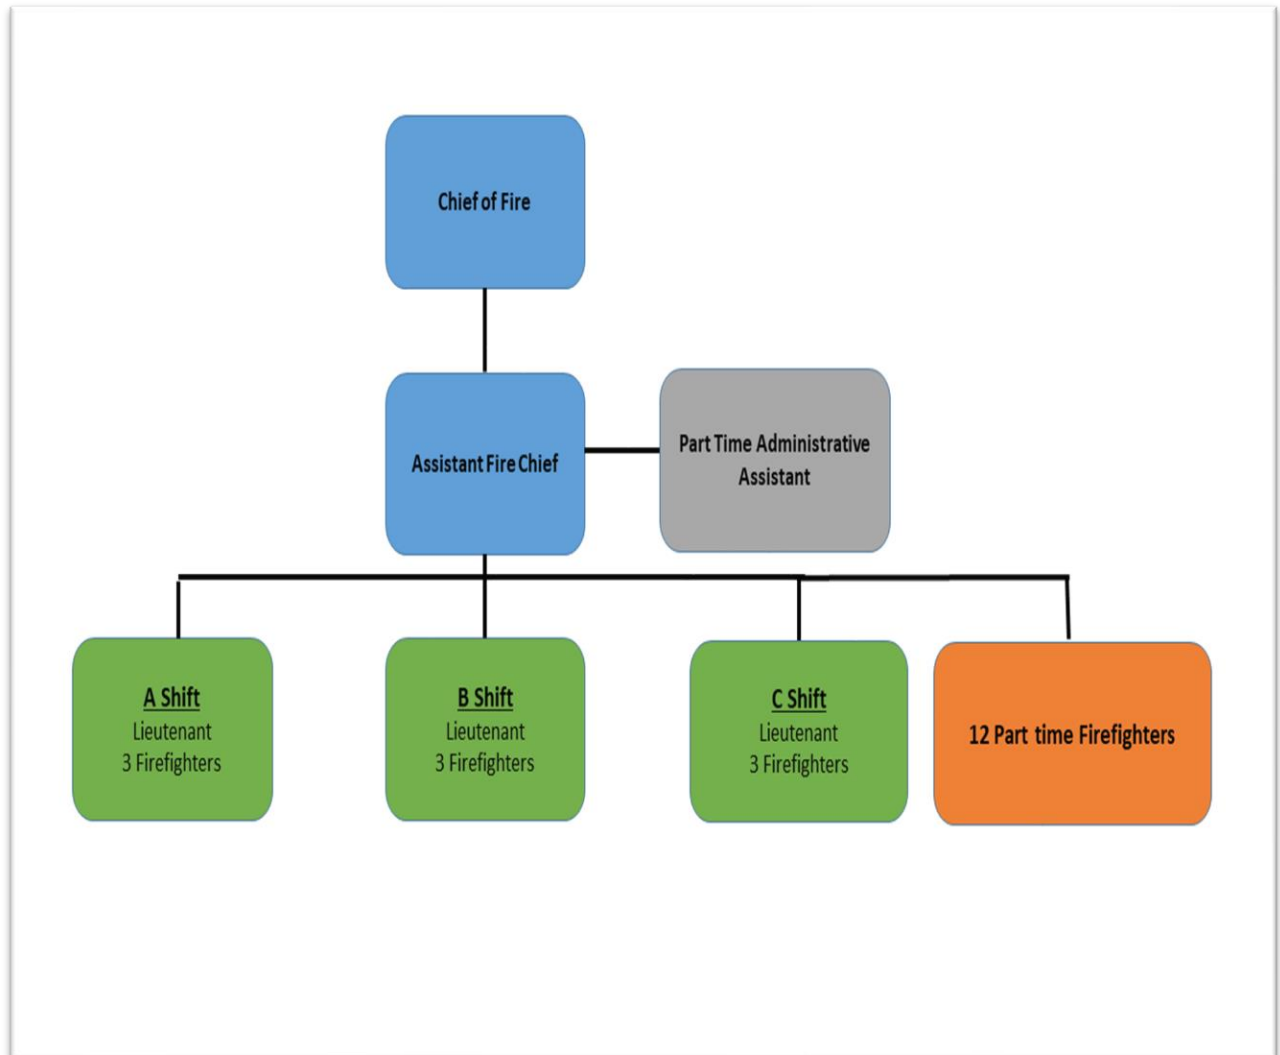 Chief of Fire
Assistant Fire Chief
Part Time Administrative
Assistant
A Shift
Lieutenant
3 Firefighters
B Shift
Lieutenant
3 Firefighters
C Shift
Lieutenant
3 Firefighters
12 Part time Firefighters